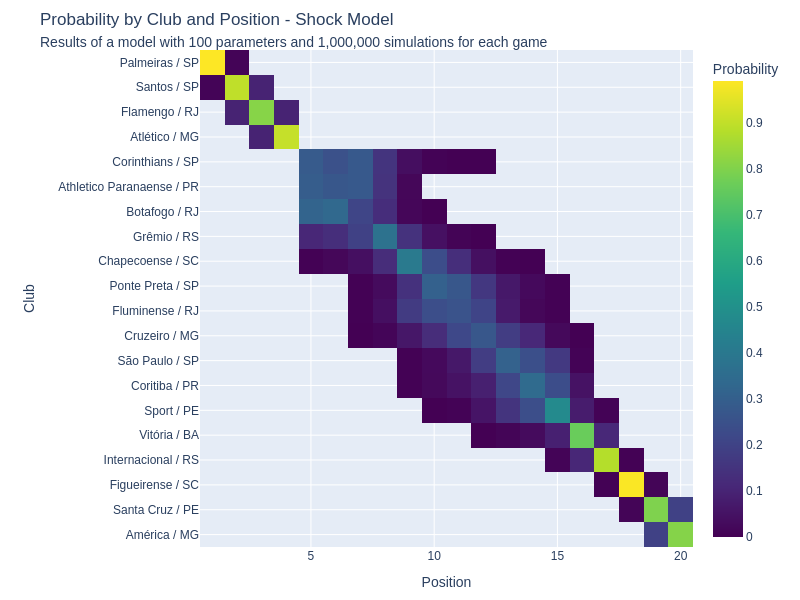 Probability by Club and Position - Shock Model
Results of a model with 100 parameters and 1,000,000 simulations for each game
Probability
Club
Palmeiras / SP
Santos / SP
Flamengo / RJ
Atlético / MG
Corinthians / SP
Athletico Paranaense / PR
Botafogo / RJ
Grêmio / RS
Chapecoense / SC
Ponte Preta / SP
Fluminense / RJ
Cruzeiro / MG
São Paulo / SP
Coritiba / PR
Sport / PE
Vitória / BA
Internacional / RS
Figueirense / SC
Santa Cruz / PE
América / MG
0.9
0.8
0.7
0.6
0.5
0.4
0.3
0.2
0.1
0
5 10 15 20
Position